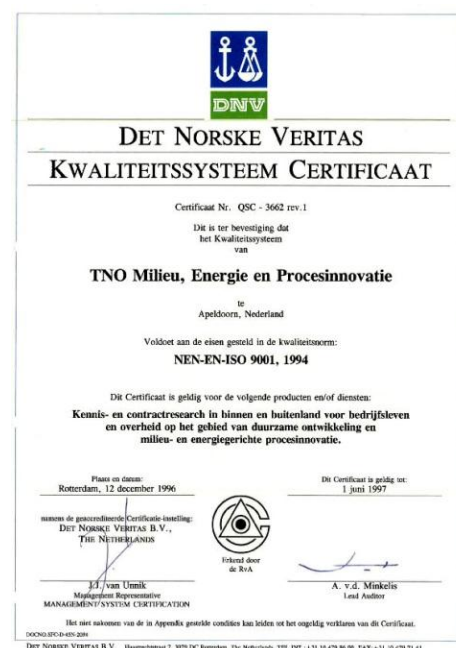 DNV
DET NORSKE VERITAS
KWALITEITSSYSTEEM CERTIFICAAT
Certificaat Nr. QSC - 3662 rev.1
Dit is ter bevestiging dat
het Kwaliteitssysteem
van
TNO Milieu, Energie en Procesinnovatie
te
Apeldoorn, Nederland
Voldoet aan de eisen gesteld in de kwaliteitsnorm:
NEN-EN-ISO 9001, 1994
Dit Certificaat is geldig voor de volgende producten en/of diensten:
Kennis- en contractresearch in binnen en buitenland voor bedrijfsleven
en overheid op het gebied van duurzame ontwikkeling en
milieu- en energiegerichte procesinnovatie.
Plaats en datum:
Rotterdam, 12 december 1996
Dit Certificaat is geldig tot:
1 juni 1997
namens de geaccrediteerde Certificatie-instelling:
DET NORSKE VERITAS B.V.,
THE NETHERLANDS
Erkend door
de RvA
J.J. van Unnik
Management Representative
MANAGEMENT SYSTEM CERTIFICATION
A. v.d. Minkelis
Lead Auditor
Het niet nakomen van de in Appendix gestelde condities kan leiden tot het ongeldig verklaren van dit Certificaat.
DET NORSKE VERITAS B.V.